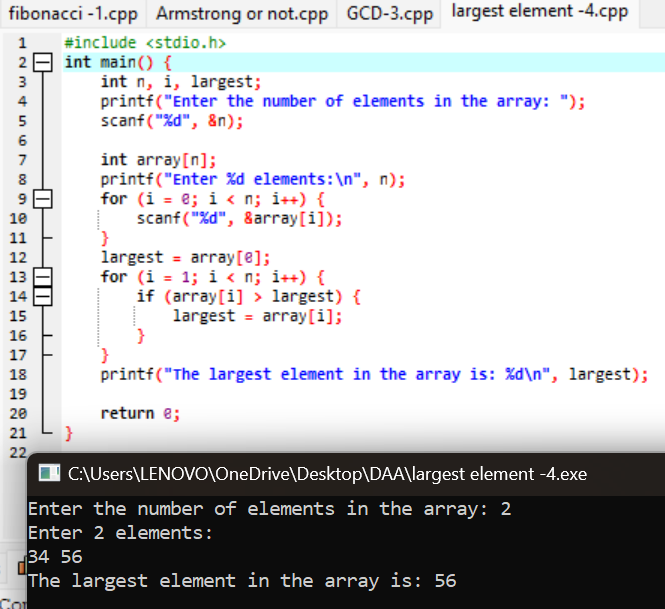 fibonacci -1.cpp Armstrong or not.cpp GCD-3.cpp largest element -4.cpp
1 #include <stdio.h>
2 int main() {
3 int n, i, largest;
4 printf("Enter the number of elements in the array: ");
5 scanf("%d", &n);
6
7 int array[n];
8 printf("Enter %d elements:\n", n);
9 for (i = 0; i < n; i++) {
10 scanf("%d", &array[i]);
11 }
12 largest = array[0];
13 for (i = 1; i < n; i++) {
14 if (array[i] > largest) {
15 largest = array[i];
16 }
17 }
18 printf("The largest element in the array is: %d\n", largest);
19
20 return 0;
21 }
22
C:\Users\LENOVO\OneDrive\Desktop\DAA\largest element -4.exe
Enter the number of elements in the array: 2
Enter 2 elements:
34 56
The largest element in the array is: 56